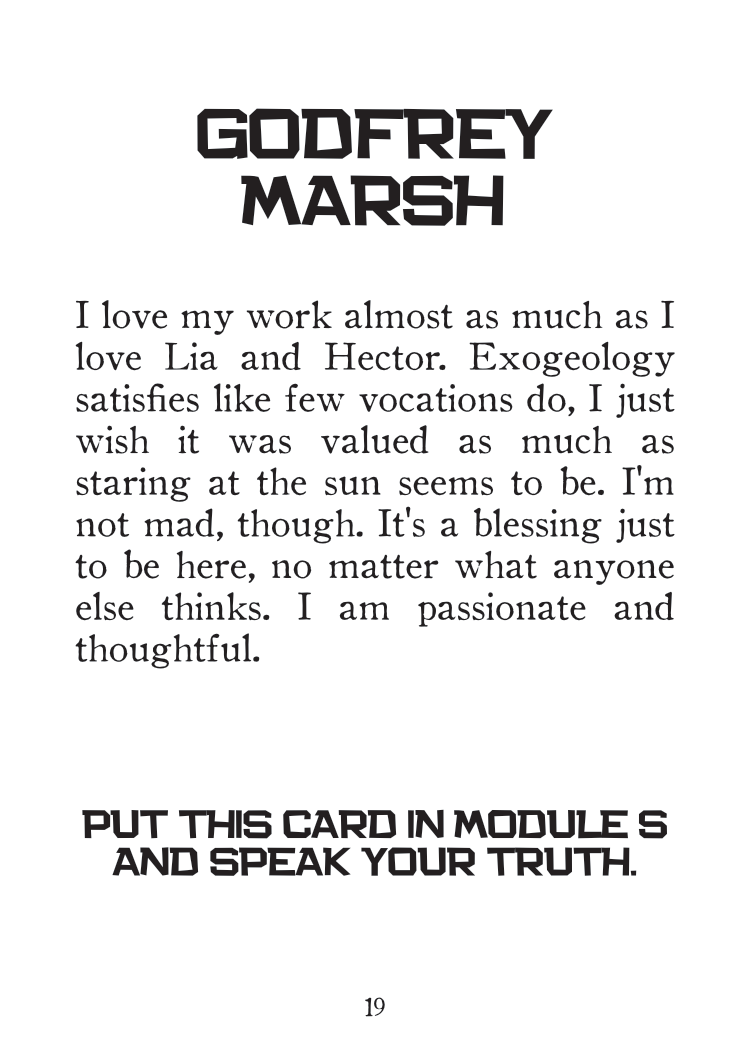 GODFREY
MARSH
I love my work almost as much as I
love Lia and Hector. Exogeology
satisfies like few vocations do, I just
wish it was valued as much as
staring at the sun seems to be. I'm
not mad, though. It's a blessing just
to be here, no matter what anyone
else thinks. I am passionate and
thoughtful.
PUT THIS CARD IN MODULE S
AND SPEAK YOUR TRUTH.
19